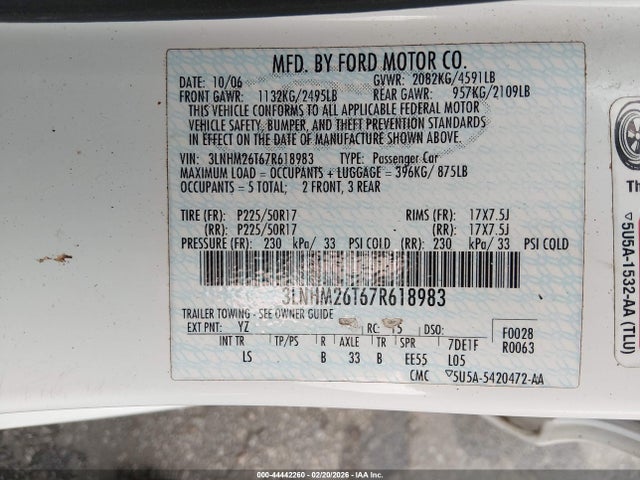 MFD. BY FORD MOTOR CO.
10/06 GVWR: 2082KG/4591LB
FRONT GAWR: 1132KG/2495LB REAR GAWR: 957KG/2109LB
THIS VEHICLE CONFORMS TO ALL APPLICABLE FEDERAL MOTOR
VEHICLE SAFETY, BUMPER, AND THEFT PREVENTION STANDARDS
IN EFFECT ON THE DATE OF MANUFACTURE SHOWN ABOVE.
VIN: 3LNHM26T67R618983 TYPE: Passenger Car
MAXIMUM LOAD = OCCUPANTS + LUGGAGE = 396KG/ 875LB
OCCUPANTS = 5 TOTAL; 2 FRONT, 3 REAR
TIRE (FR): P225/50R17 RIMS (FR): 17X7.5J
(RR): P225/50R17 (RR): 17X7.5J
PRESSURE (FR): 230 kPa/ 33 PSI COLD (RR): 230 kPa/ 33 PSI COLD
3LNHM26T67R618983
TRAILER TOWING - SEE OWNER GUIDE
EXT PNT: YZ RC: 15 DSO: F0028
R0063
INT TR TP/PS R AXLE TR SPR 7DE1F
LS B 33 B EE55 L05
CMC ▽5U5A-5420472-AA
Th
▽5U5A-1532-AA (TLU)
000-44442260 - 02/20/2026 - IAA Inc.